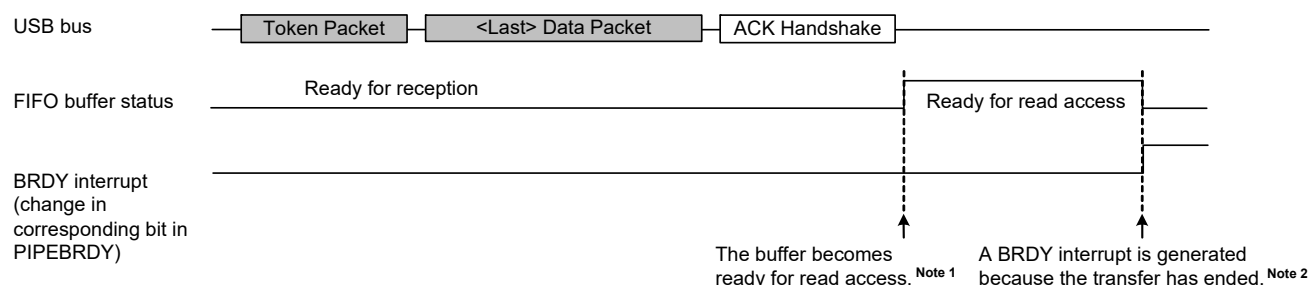 USB bus
Token Packet
<Last> Data Packet
ACK Handshake
FIFO buffer status
Ready for reception
Ready for read access
BRDY interrupt
(change in
corresponding bit in
PIPEBRDY)
The buffer becomes
ready for read access. Note 1
A BRDY interrupt is generated
because the transfer has ended. Note 2